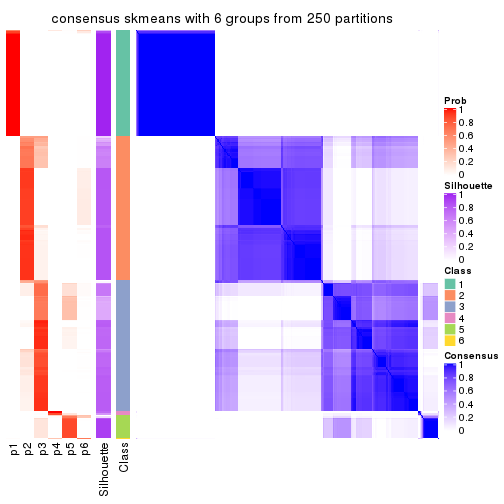 consensus skmeans with 6 groups from 250 partitions
Prob
1
0.8
0.6
0.4
0.2
0
Silhouette
1
0.8
0.6
0.4
0.2
0
Class
1
2
3
4
5
6
Consensus
1
0.8
0.6
0.4
0.2
0
p1
p2
p3
p4
p5
p6
Silhouette
Class